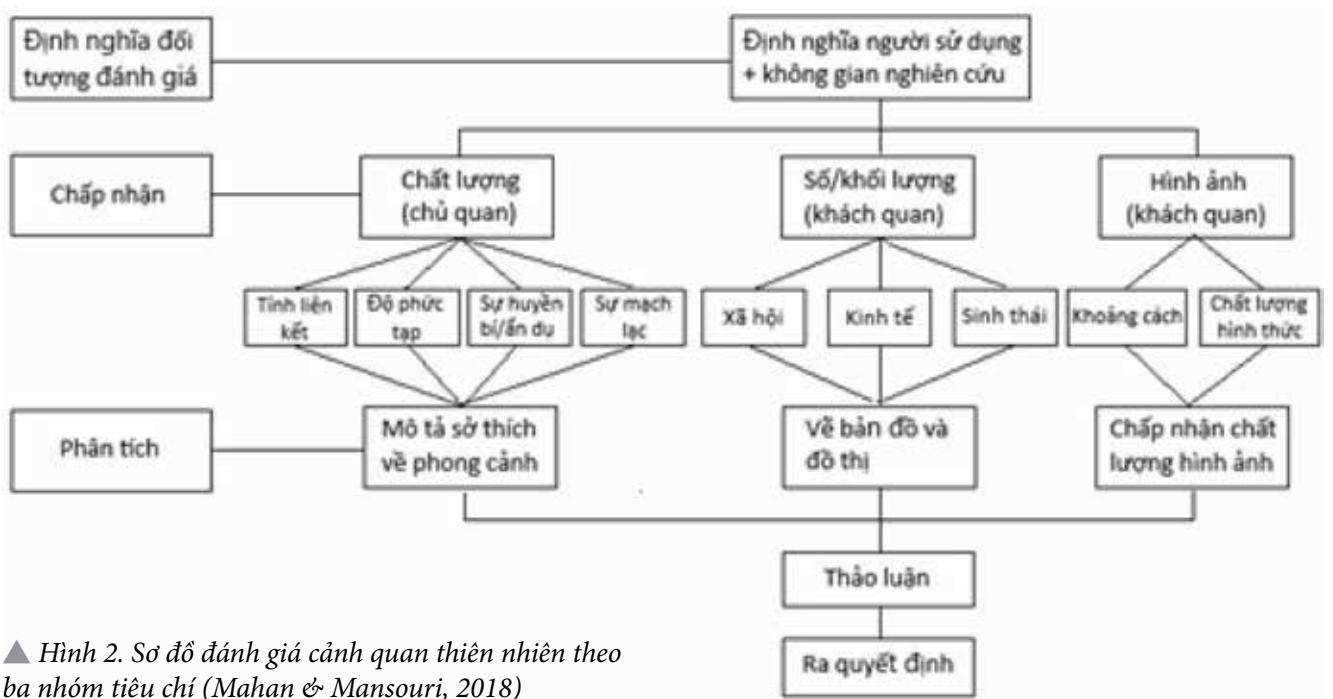 Định nghĩa đối
tượng đánh giá
Định nghĩa người sử dụng
+ không gian nghiên cứu
Chấp nhận
Chất lượng
(chủ quan)
Số/khối lượng
(khách quan)
Hình ảnh
(khách quan)
Tính liên
kết
Độ phức
tạp
Sự huyền
bí/ẩn dụ
Sự mạch
lạc
Xã hội
Kinh tế
Sinh thái
Khoảng cách
Chất lượng
hình thức
Phân tích
Mô tả sở thích
về phong cảnh
Vẽ bản đồ và
đồ thị
Chấp nhận chất
lượng hình ảnh
Thảo luận
Ra quyết định
▲ Hình 2. Sơ đồ đánh giá cảnh quan thiên nhiên theo
ba nhóm tiêu chí (Mahan & Mansouri, 2018)